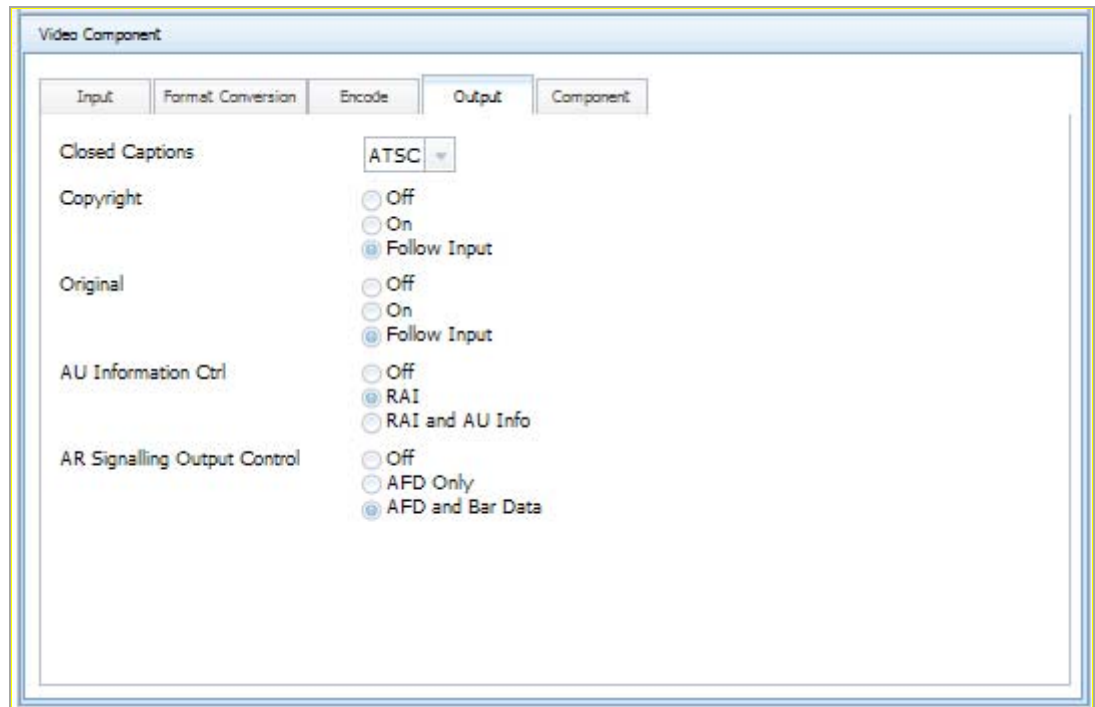 Video Component
Input Format Conversion Encode Output Component
Closed Captions ATSC
Copyright Off
On
Follow Input
Original Off
On
Follow Input
AU Information Ctrl Off
RAI
RAI and AU Info
AR Signalling Output Control Off
AFD Only
AFD and Bar Data